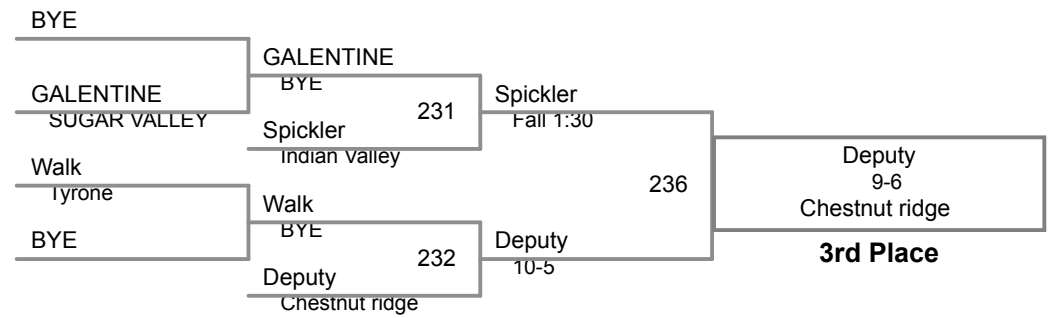 BYE
GALENTINE
SUGAR VALLEY
Walk
Tyrone
BYE
GALENTINE
BYE
231
Spickler
Indian Valley
Walk
BYE
232
Deputy
Chestnut ridge
Spickler
Fall 1:30
236
Deputy
10-5
Deputy
9-6
Chestnut ridge
3rd Place